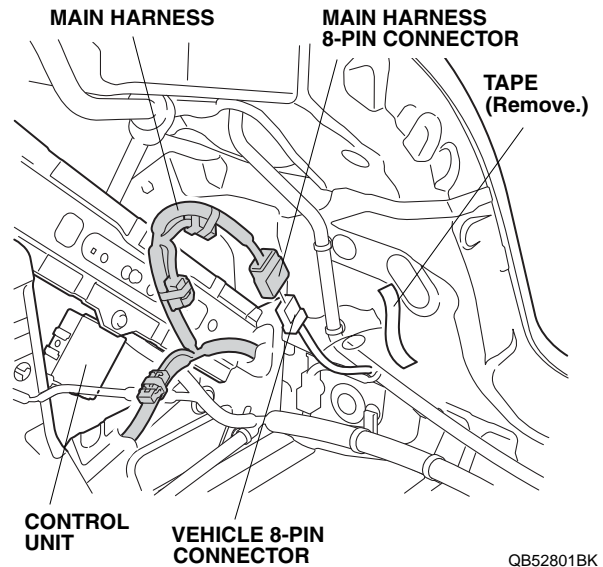 MAIN HARNESS
MAIN HARNESS
8-PIN CONNECTOR
TAPE
(Remove.)
CONTROL
UNIT
VEHICLE 8-PIN
CONNECTOR
QB52801BK